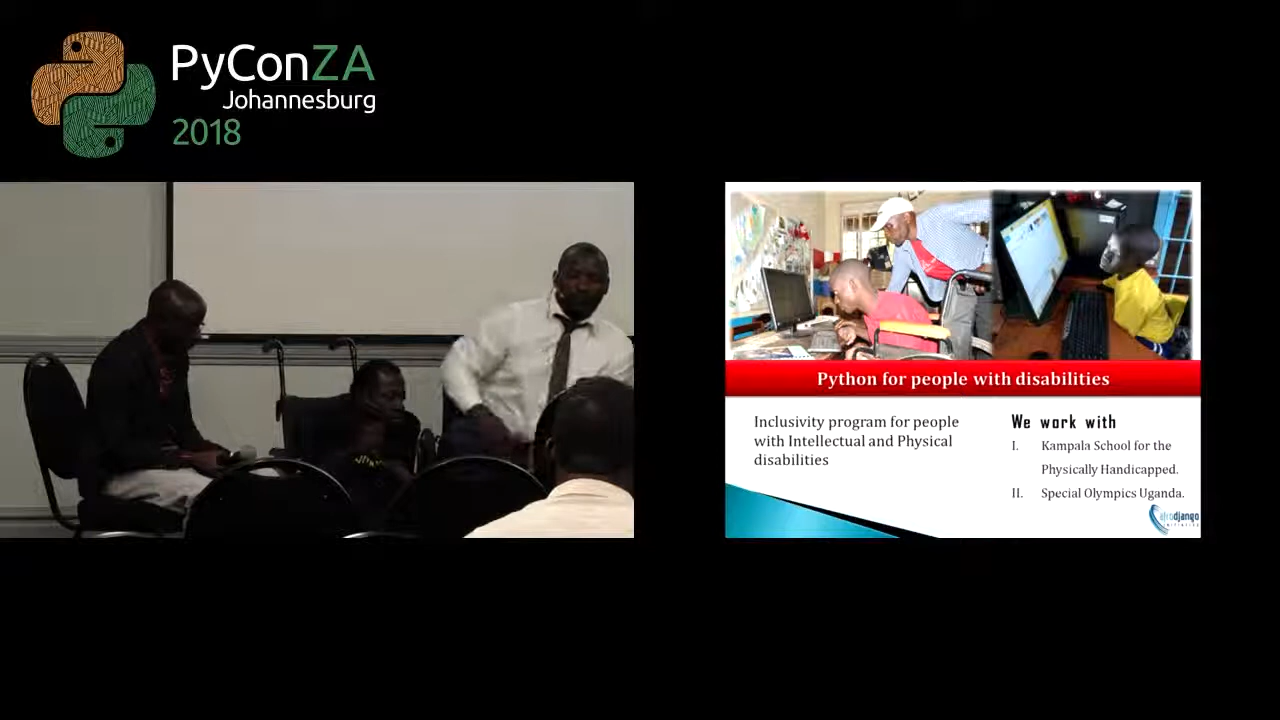 PyConZA
Johannesburg
2018
Python for people with disabilities
Inclusivity program for people
with Intellectual and Physical
disabilities
We work with
I. Kampala School for the
Physically Handicapped.
II. Special Olympics Uganda.
afrodjango